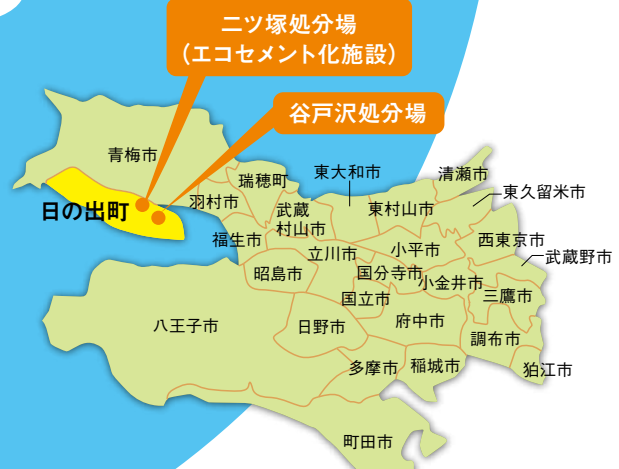 二ツ塚処分場
(エコセメント化施設)
谷戸沢処分場
青梅市
日の出町
羽村市
瑞穂町
東大和市
清瀬市
東久留米市
武蔵
村山市
東村山市
福生市
立川市
小平市
西東京市
武蔵野市
昭島市
国分寺市
小金井市
国立市
三鷹市
八王子市
日野市
府中市
調布市
多摩市
稲城市
狛江市
町田市